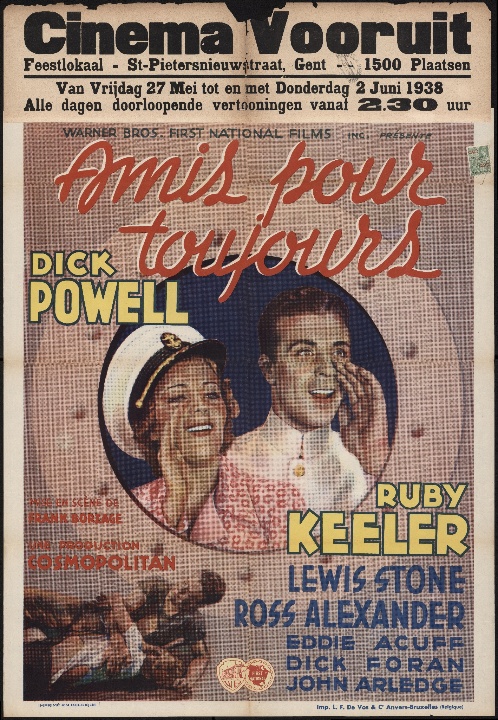 Cinema Vooruit
Feestlokaal - St-Pietersnieuwstraat, Gent - 1500 Plaatsen
Van Vrijdag 27 Mei tot en met Donderdag 2 Juni 1938
Alle dagen doorloopende vertooningen vanaf 2.30 uur
WARNER BROS. FIRST NATIONAL FILMS INC. PRÉSENTE
Amis pour
toujours
DICK
POWELL
RUBY
KEELER
MISE EN SCÈNE DE
FRANK BORZAGE
UNE PRODUCTION
COSMOPOLITAN
LEWIS STONE
ROSS ALEXANDER
EDDIE ACUFF
DICK FORAN
JOHN ARLEDGE
Imp. L. F. De Vos & Cº Anvers-Bruxelles (Belgique)